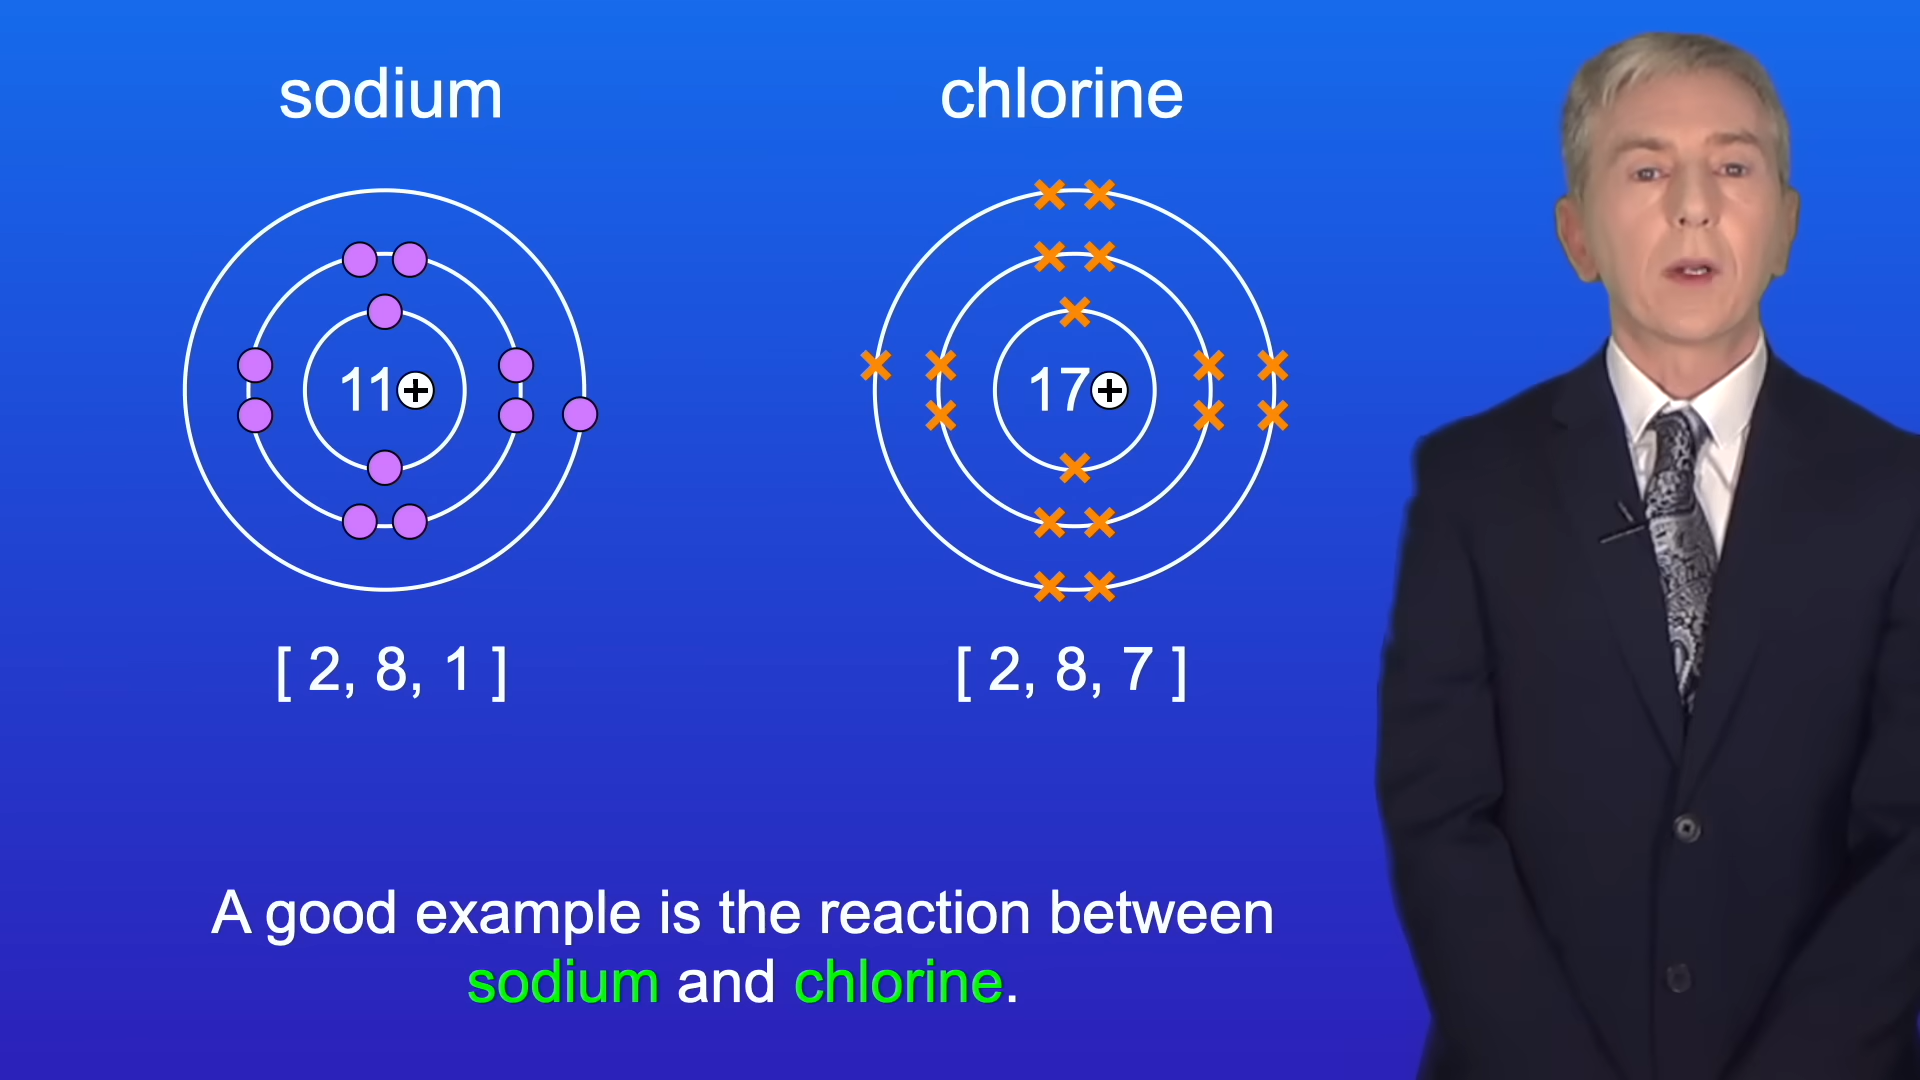 sodium
chlorine
11+
17+
[ 2, 8, 1 ]
[ 2, 8, 7 ]
A good example is the reaction between
sodium and chlorine.